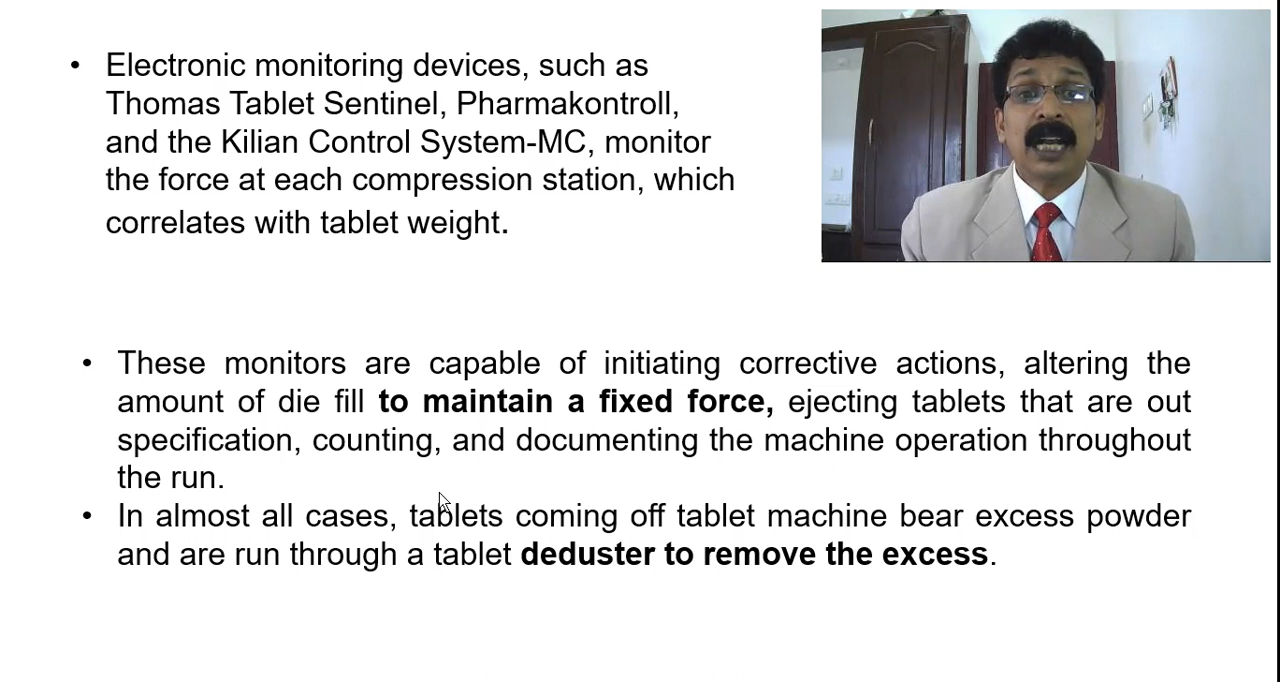 • Electronic monitoring devices, such as
Thomas Tablet Sentinel, Pharmakontroll,
and the Kilian Control System-MC, monitor
the force at each compression station, which
correlates with tablet weight.
• These monitors are capable of initiating corrective actions, altering the
amount of die fill to maintain a fixed force, ejecting tablets that are out
specification, counting, and documenting the machine operation throughout
the run.
• In almost all cases, tablets coming off tablet machine bear excess powder
and are run through a tablet deduster to remove the excess.